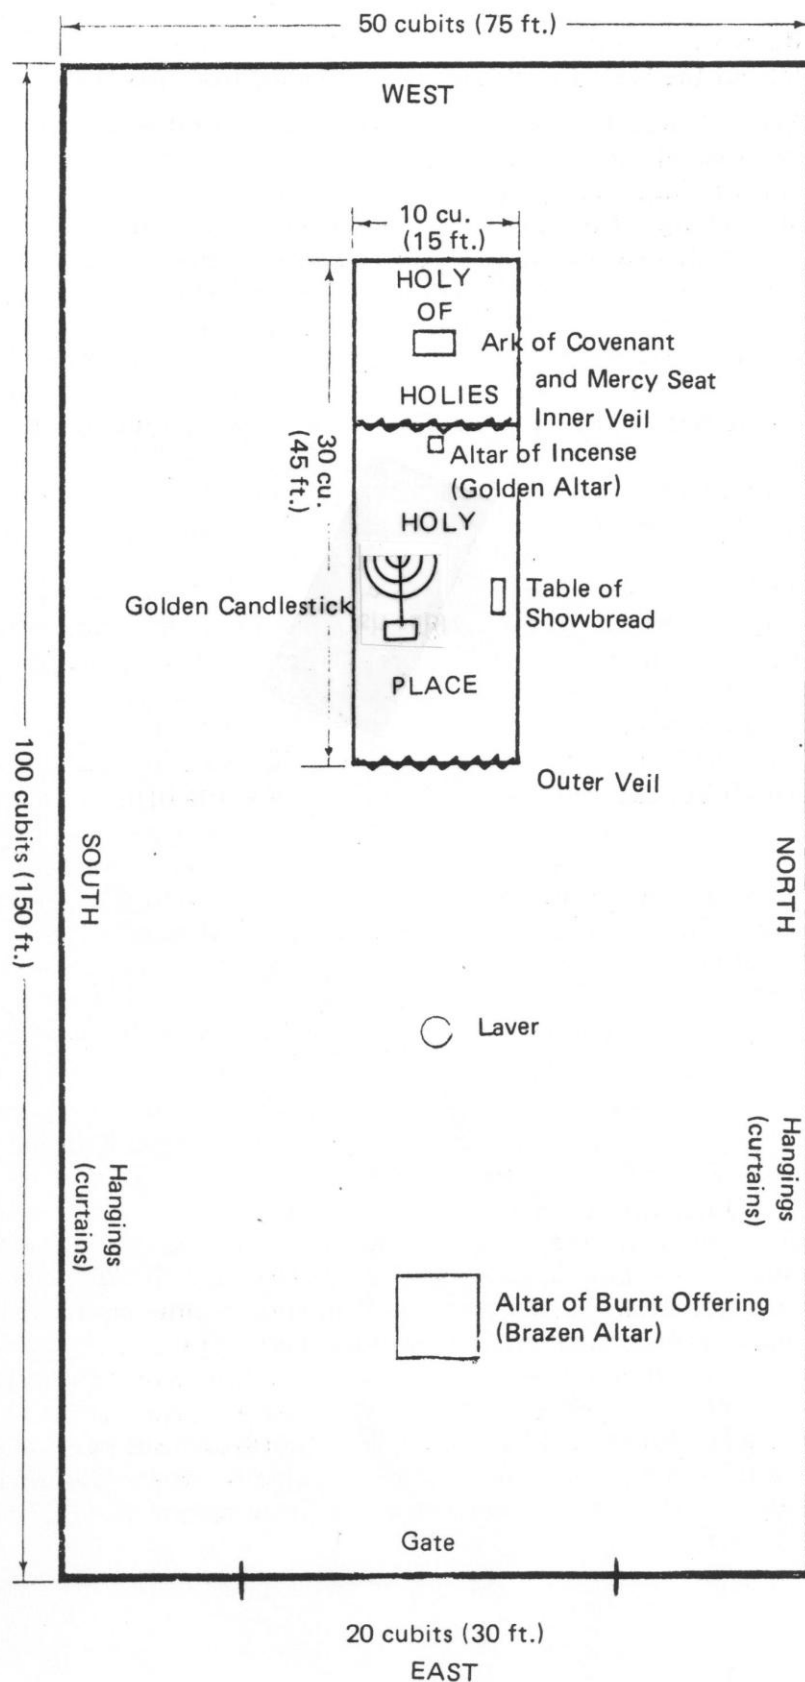 50 cubits (75 ft.)
WEST
10 cu.
(15 ft.)
HOLY
OF
Ark of Covenant
and Mercy Seat
HOLIES
Inner Veil
30 cu.
(45 ft.)
Altar of Incense
(Golden Altar)
HOLY
Golden Candlestick
Table of
Showbread
PLACE
Outer Veil
100 cubits (150 ft.)
SOUTH
NORTH
Laver
Hangings
(curtains)
Hangings
(curtains)
Altar of Burnt Offering
(Brazen Altar)
Gate
20 cubits (30 ft.)
EAST